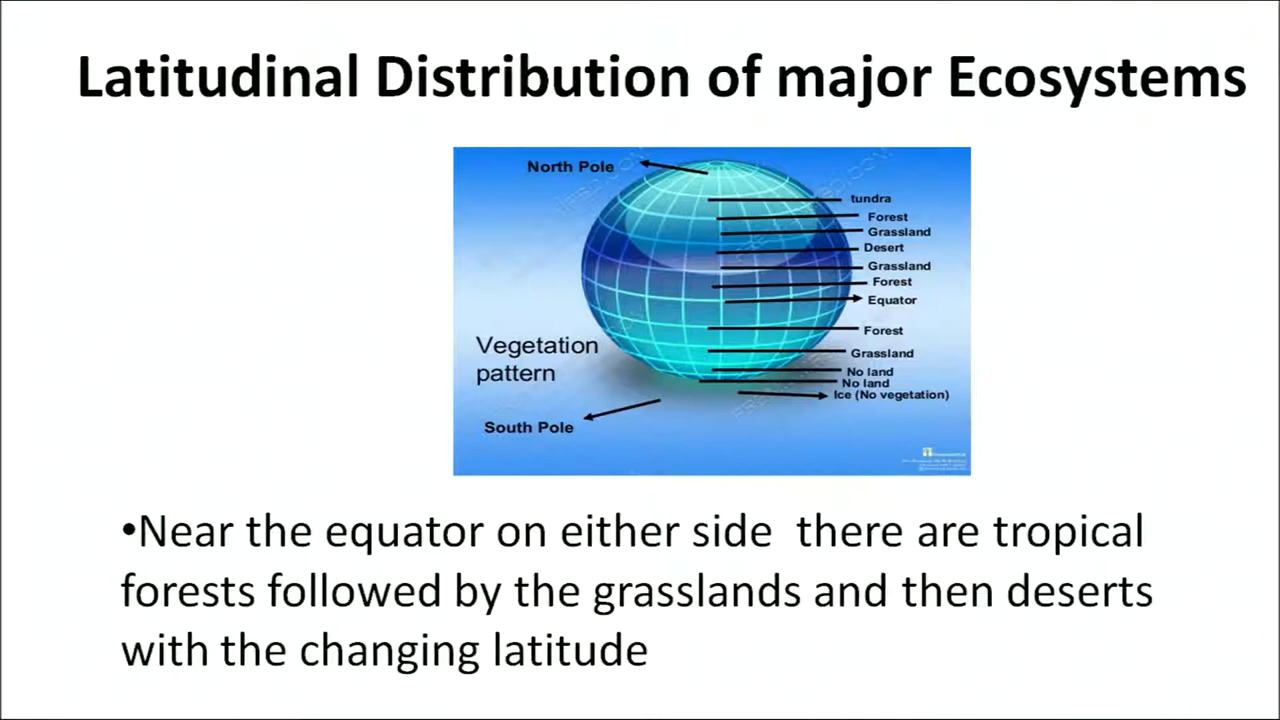 Latitudinal Distribution of major Ecosystems
North Pole
tundra
Forest
Grassland
Desert
Grassland
Forest
Equator
Forest
Grassland
No land
No land
Ice (No vegetation)
Vegetation
pattern
South Pole
•Near the equator on either side there are tropical
forests followed by the grasslands and then deserts
with the changing latitude